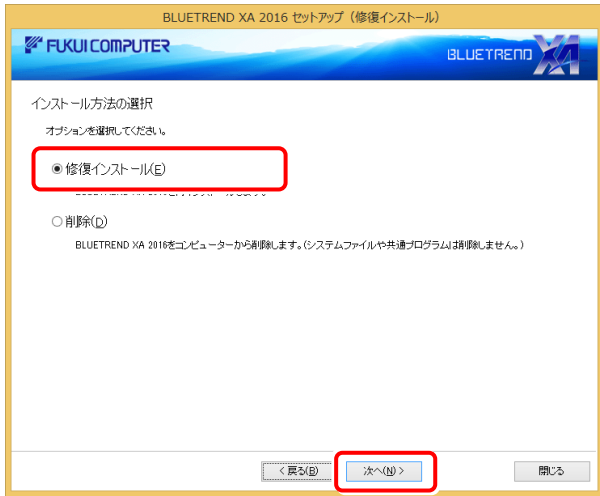 BLUETREND XA 2016 セットアップ（修復インストール）
FUKUI COMPUTER
BLUETREND XA
インストール方法の選択
オプションを選択してください。
修復インストール(E)
削除(D)
BLUETREND XA 2016をコンピューターから削除します。(システムファイルや共通プログラムは削除しません。)
< 戻る(B)
次へ(N) >
閉じる